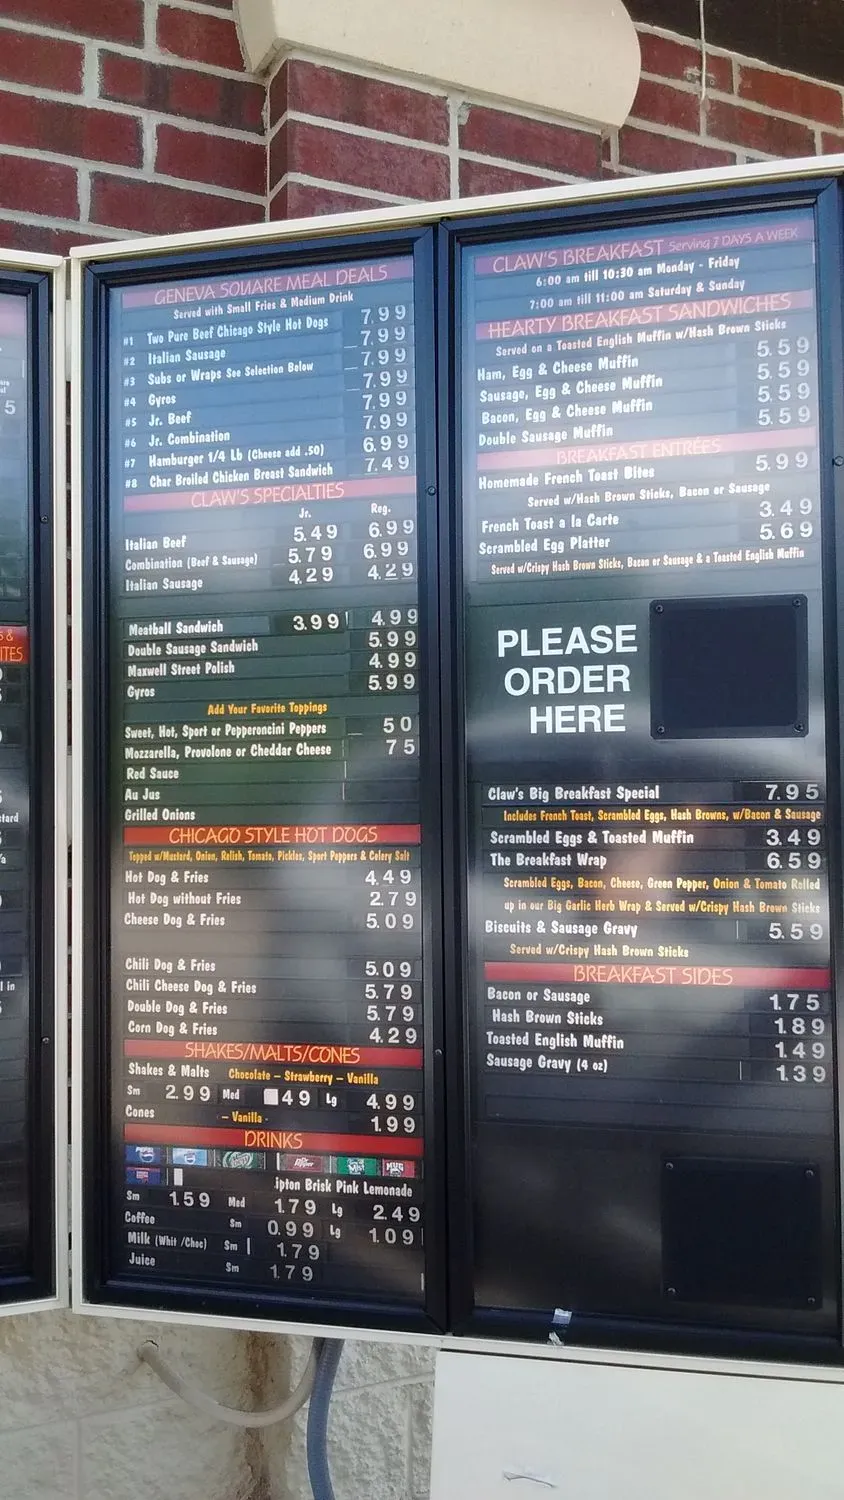 GENEVA SQUARE MEAL DEALS
Served with Small Fries & Medium Drink
#1 Two Pure Beef Chicago Style Hot Dogs 7.99
#2 Italian Sausage 7.99
#3 Subs or Wraps See Selection Below 7.99
#4 Gyros 7.99
#5 Jr. Beef 7.99
#6 Jr. Combination 7.99
#7 Hamburger 1/4 Lb (Cheese add .50) 6.99
#8 Char Broiled Chicken Breast Sandwich 7.49
CLAW'S SPECIALTIES
Jr. Reg.
Italian Beef 5.49 6.99
Combination (Beef & Sausage) 5.79 6.99
Italian Sausage 4.29 4.29
Meatball Sandwich 3.99 4.99
Double Sausage Sandwich 5.99
Maxwell Street Polish 4.99
Gyros 5.99
Add Your Favorite Toppings
Sweet, Hot, Sport or Pepperoncini Peppers 50
Mozzarella, Provolone or Cheddar Cheese 75
Red Sauce
Au Jus
Grilled Onions
CHICAGO STYLE HOT DOGS
Topped w/Mustard, Onion, Relish, Tomato, Pickles, Sport Peppers & Celery Salt
Hot Dog & Fries 4.49
Hot Dog without Fries 2.79
Cheese Dog & Fries 5.09
Chili Dog & Fries 5.09
Chili Cheese Dog & Fries 5.79
Double Dog & Fries 5.79
Corn Dog & Fries 4.29
SHAKES/MALTS/CONES
Shakes & Malts Chocolate – Strawberry – Vanilla
Sm 2.99 Med 49 Lg 4.99
Cones – Vanilla - 1.99
DRINKS
ipton Brisk Pink Lemonade
Sm 1.59 Med 1.79 Lg 2.49
Coffee Sm 0.99 Lg 1.09
Milk (Whit /Choc) Sm 1.79
Juice Sm 1.79
CLAW'S BREAKFAST Serving 7 DAYS A WEEK
6:00 am till 10:30 am Monday - Friday
7:00 am till 11:00 am Saturday & Sunday
HEARTY BREAKFAST SANDWICHES
Served on a Toasted English Muffin w/Hash Brown Sticks
Ham, Egg & Cheese Muffin 5.59
Sausage, Egg & Cheese Muffin 5.59
Bacon, Egg & Cheese Muffin 5.59
Double Sausage Muffin 5.59
BREAKFAST ENTRÉES
Homemade French Toast Bites 5.99
Served w/Hash Brown Sticks, Bacon or Sausage
French Toast a la Carte 3.49
Scrambled Egg Platter 5.69
Served w/Crispy Hash Brown Sticks, Bacon or Sausage & a Toasted English Muffin
PLEASE
ORDER
HERE
Claw's Big Breakfast Special 7.95
Includes French Toast, Scrambled Eggs, Hash Browns, w/Bacon & Sausage
Scrambled Eggs & Toasted Muffin 3.49
The Breakfast Wrap 6.59
Scrambled Eggs, Bacon, Cheese, Green Pepper, Onion & Tomato Rolled
up in our Big Garlic Herb Wrap & Served w/Crispy Hash Brown Sticks
Biscuits & Sausage Gravy 5.59
Served w/Crispy Hash Brown Sticks
BREAKFAST SIDES
Bacon or Sausage 1.75
Hash Brown Sticks 1.89
Toasted English Muffin 1.49
Sausage Gravy (4 oz) 1.39